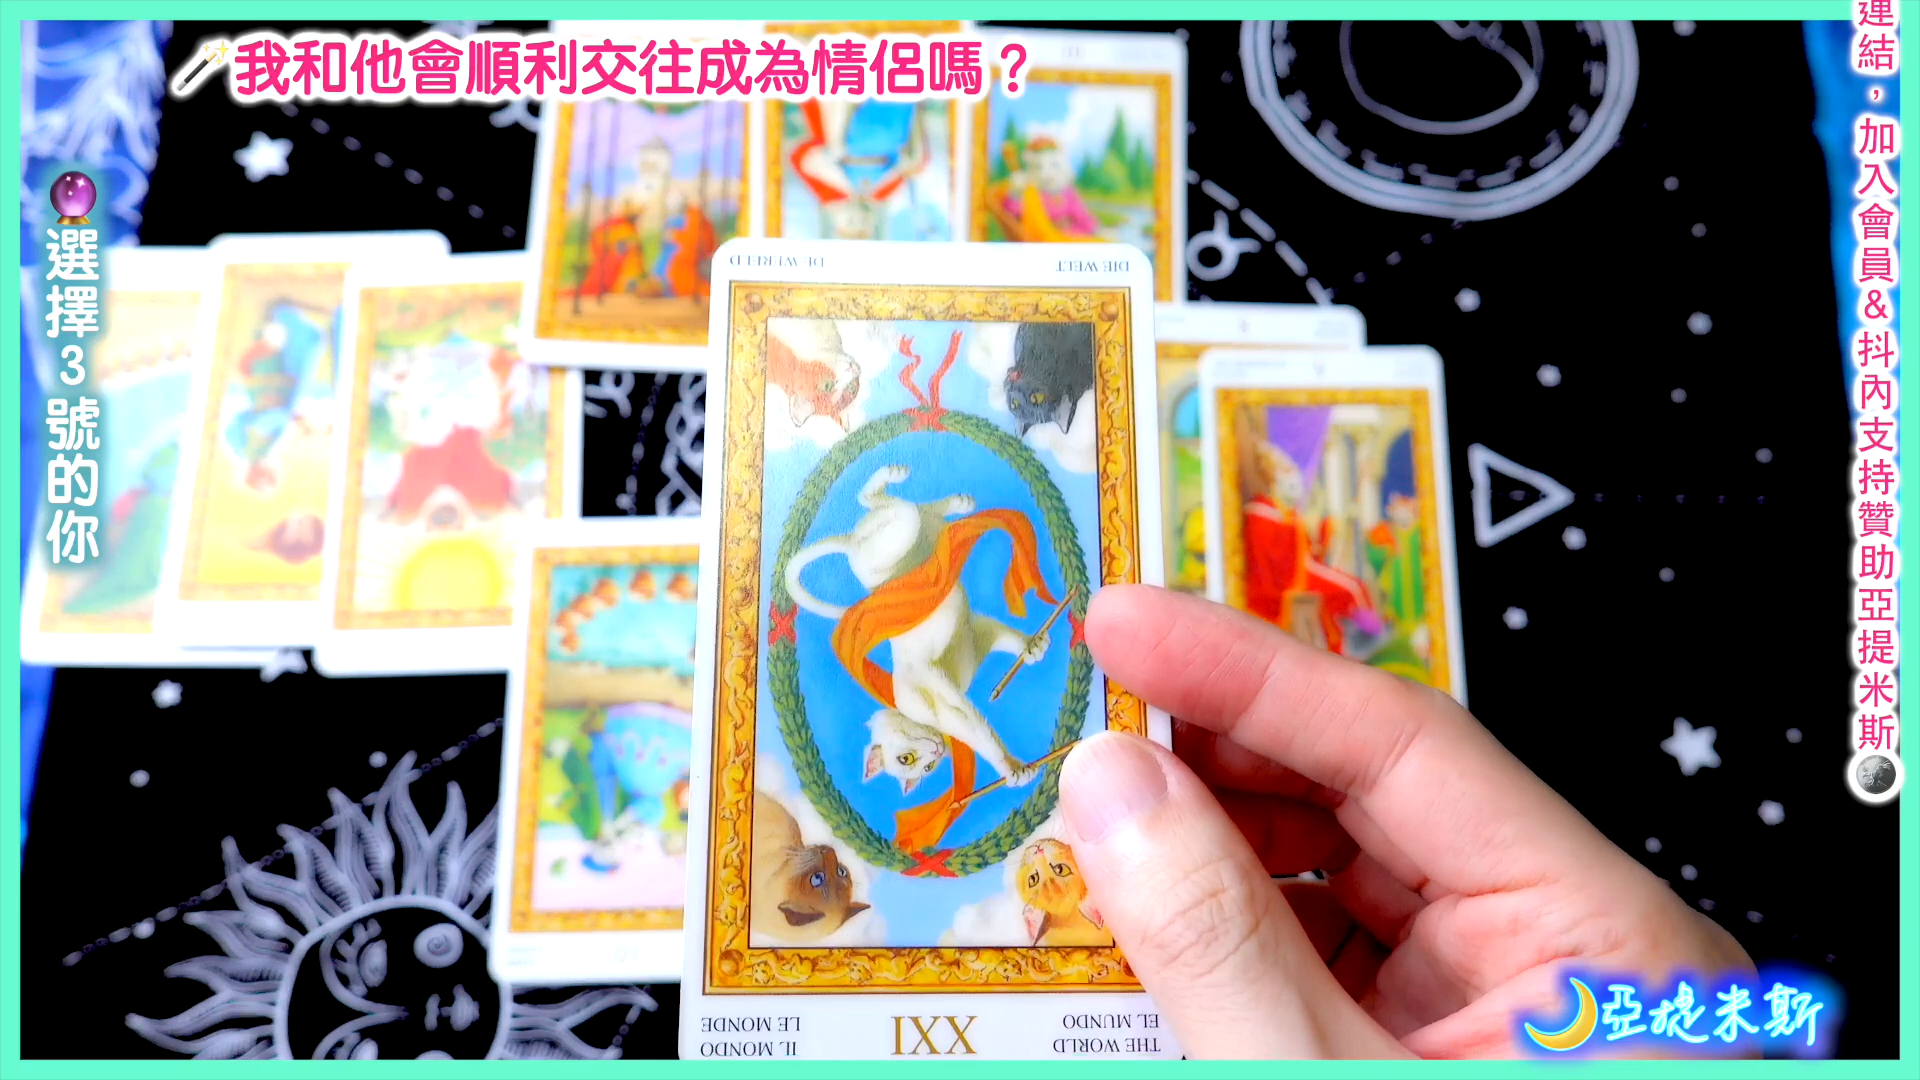 我和他會順利交往成為情侶嗎？
選擇3號的你
連結，加入會員&抖內支持贊助亞提米斯
DE WERELD
DIE WELT
LE MONDE
IL MONDO
XXI
EL MUNDO
THE WORLD
亞提米斯